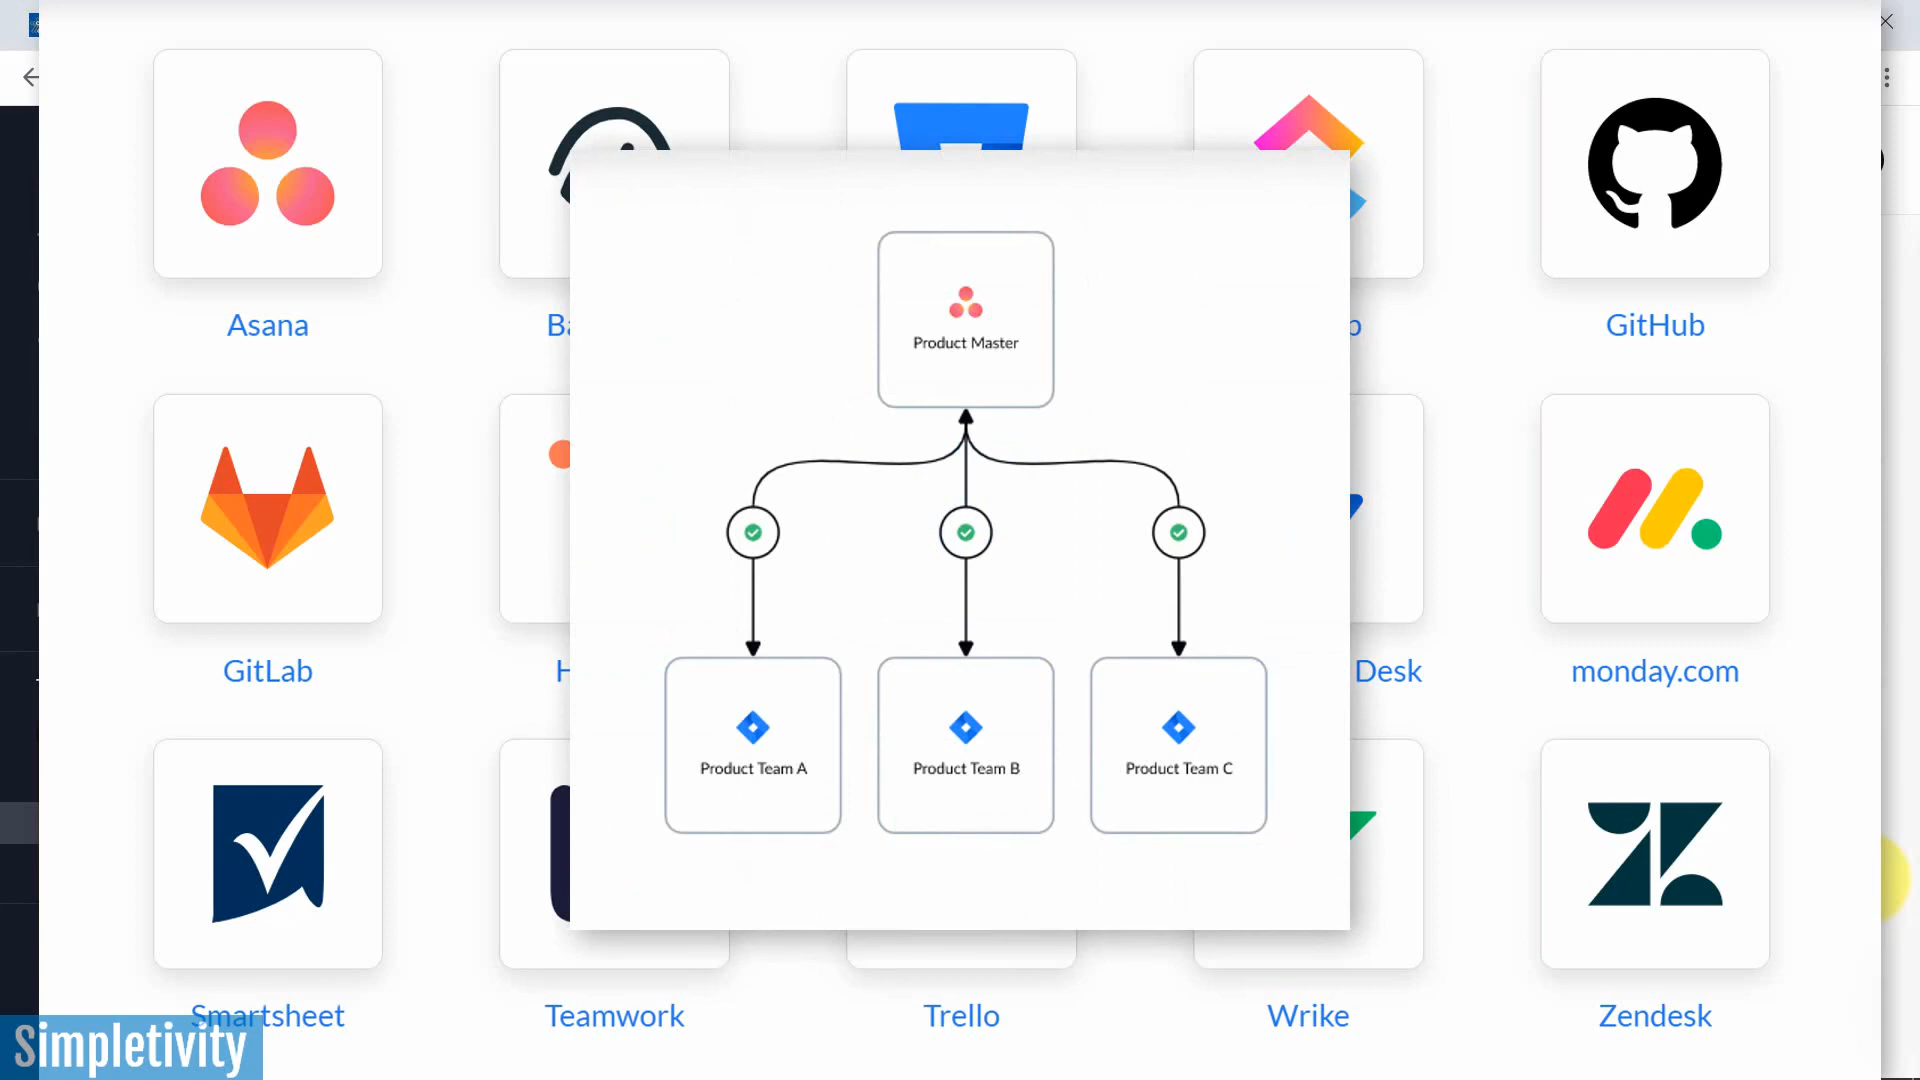 Asana
GitHub
Product Master
GitLab
Desk
monday.com
Product Team A
Product Team B
Product Team C
Smartsheet
Teamwork
Trello
Wrike
Zendesk
Simpletivity